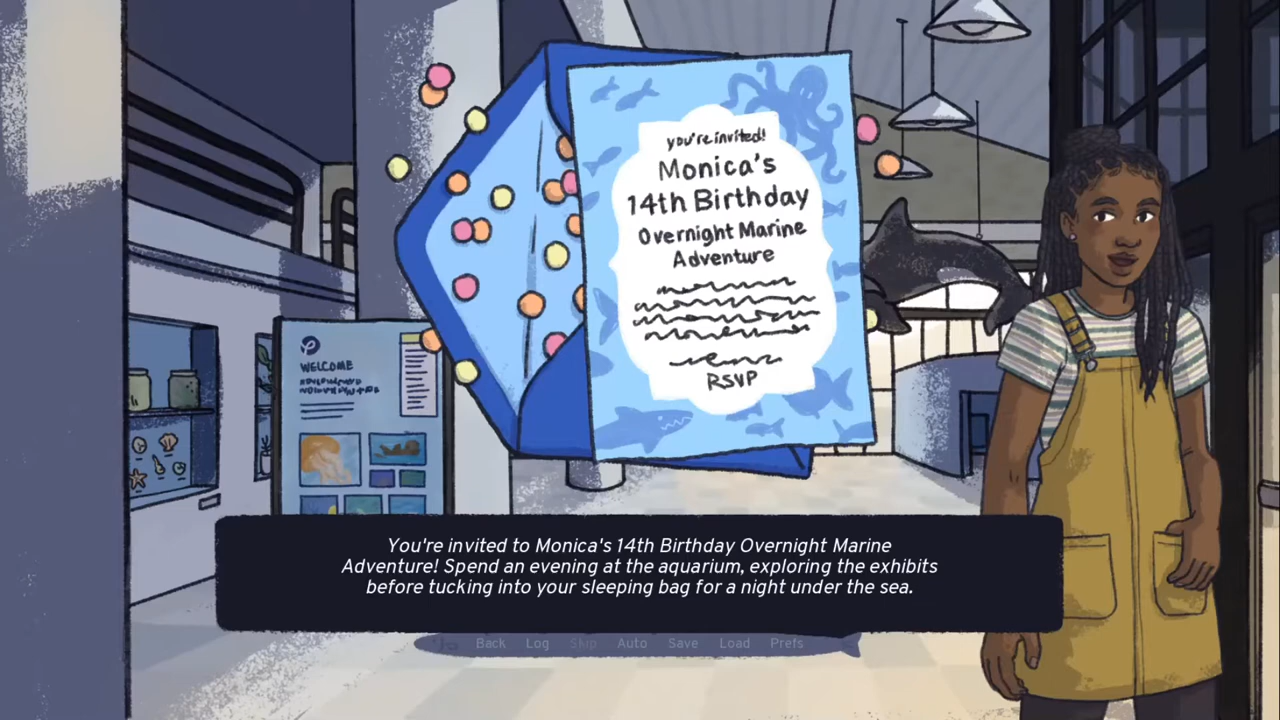 you're invited!
Monica's
14th Birthday
Overnight Marine
Adventure
RSVP
WELCOME
You're invited to Monica's 14th Birthday Overnight Marine
Adventure! Spend an evening at the aquarium, exploring the exhibits
before tucking into your sleeping bag for a night under the sea.
Back Log Skip Auto Save Load Prefs